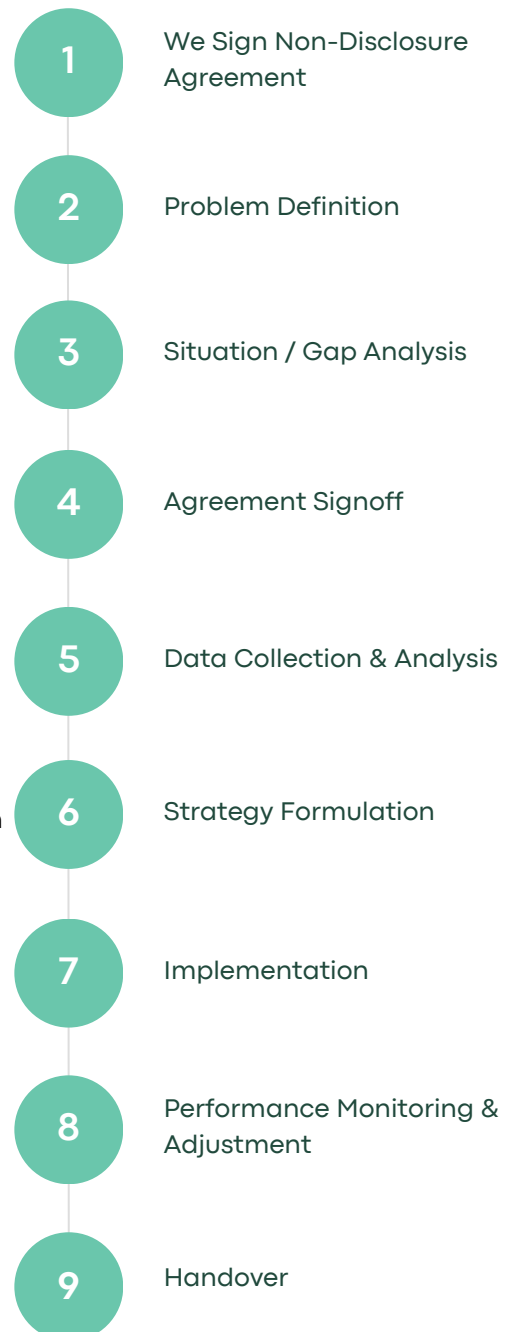 1
We Sign Non-Disclosure
Agreement
2
Problem Definition
3
Situation / Gap Analysis
4
Agreement Signoff
5
Data Collection & Analysis
6
Strategy Formulation
7
Implementation
8
Performance Monitoring &
Adjustment
9
Handover